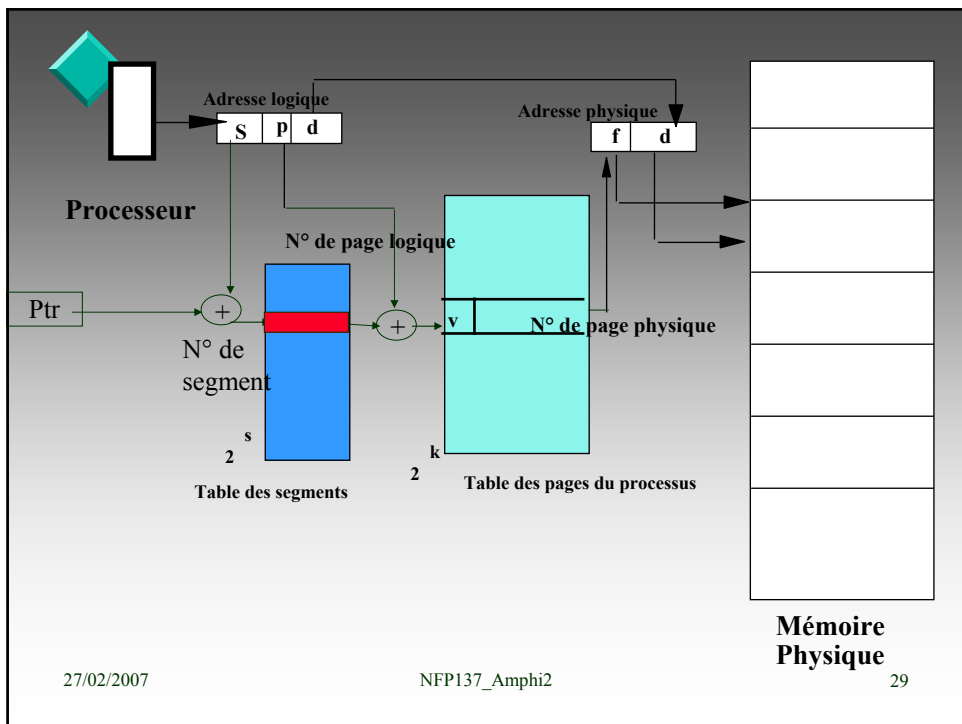 Adresse logique
S p d
Adresse physique
f d
Processeur
N° de page logique
Ptr
+
+
v
N° de page physique
N° de
segment
s
2
k
2
Table des segments
Table des pages du processus
Mémoire
Physique
27/02/2007
NFP137_Amphi2
29